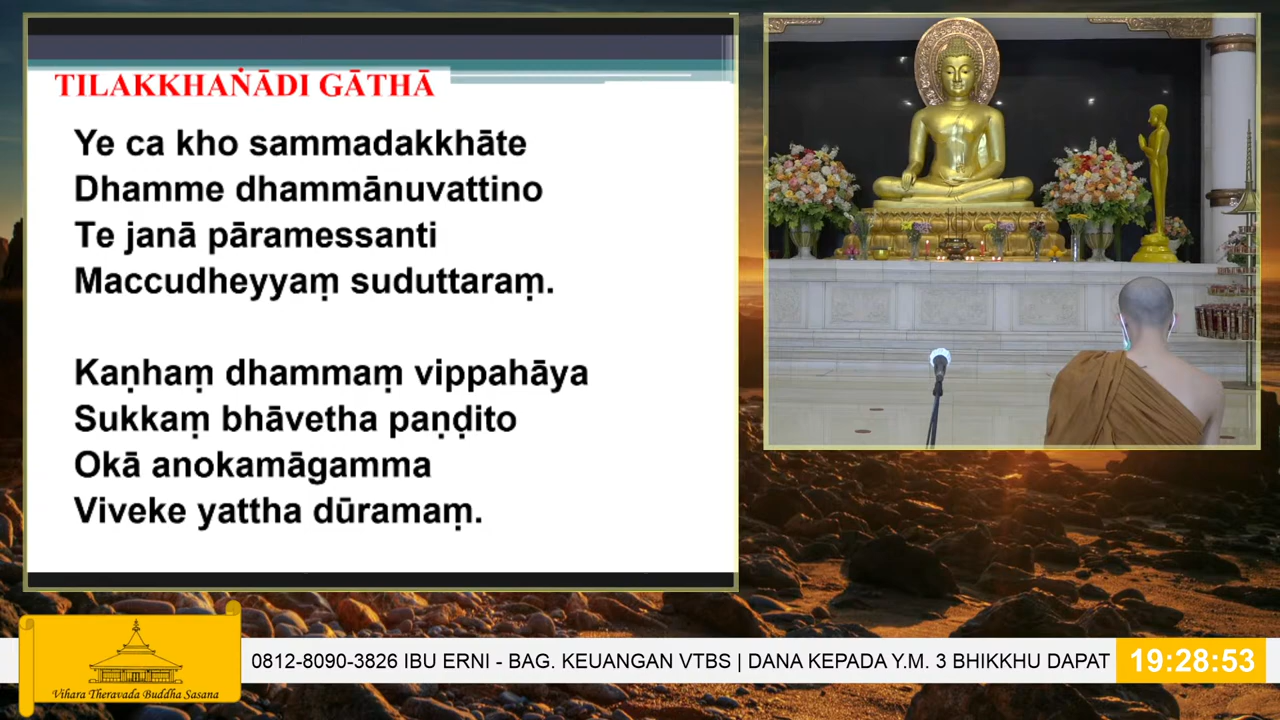 TILAKKHAṄĀDI GĀTHĀ
Ye ca kho sammadakkhāte
Dhamme dhammānuvattino
Te janā pāramessanti
Maccudheyyaṃ suduttaraṃ.
Kaṇhaṃ dhammaṃ vippahāya
Sukkaṃ bhāvetha paṇḍito
Okā anokamāgamma
Viveke yattha dūramaṃ.
Vihara Theravada Buddha Sasana
0812-8090-3826 IBU ERNI - BAG. KEUANGAN VTBS | DANA KEPADA Y.M. 3 BHIKKHU DAPAT
19:28:53